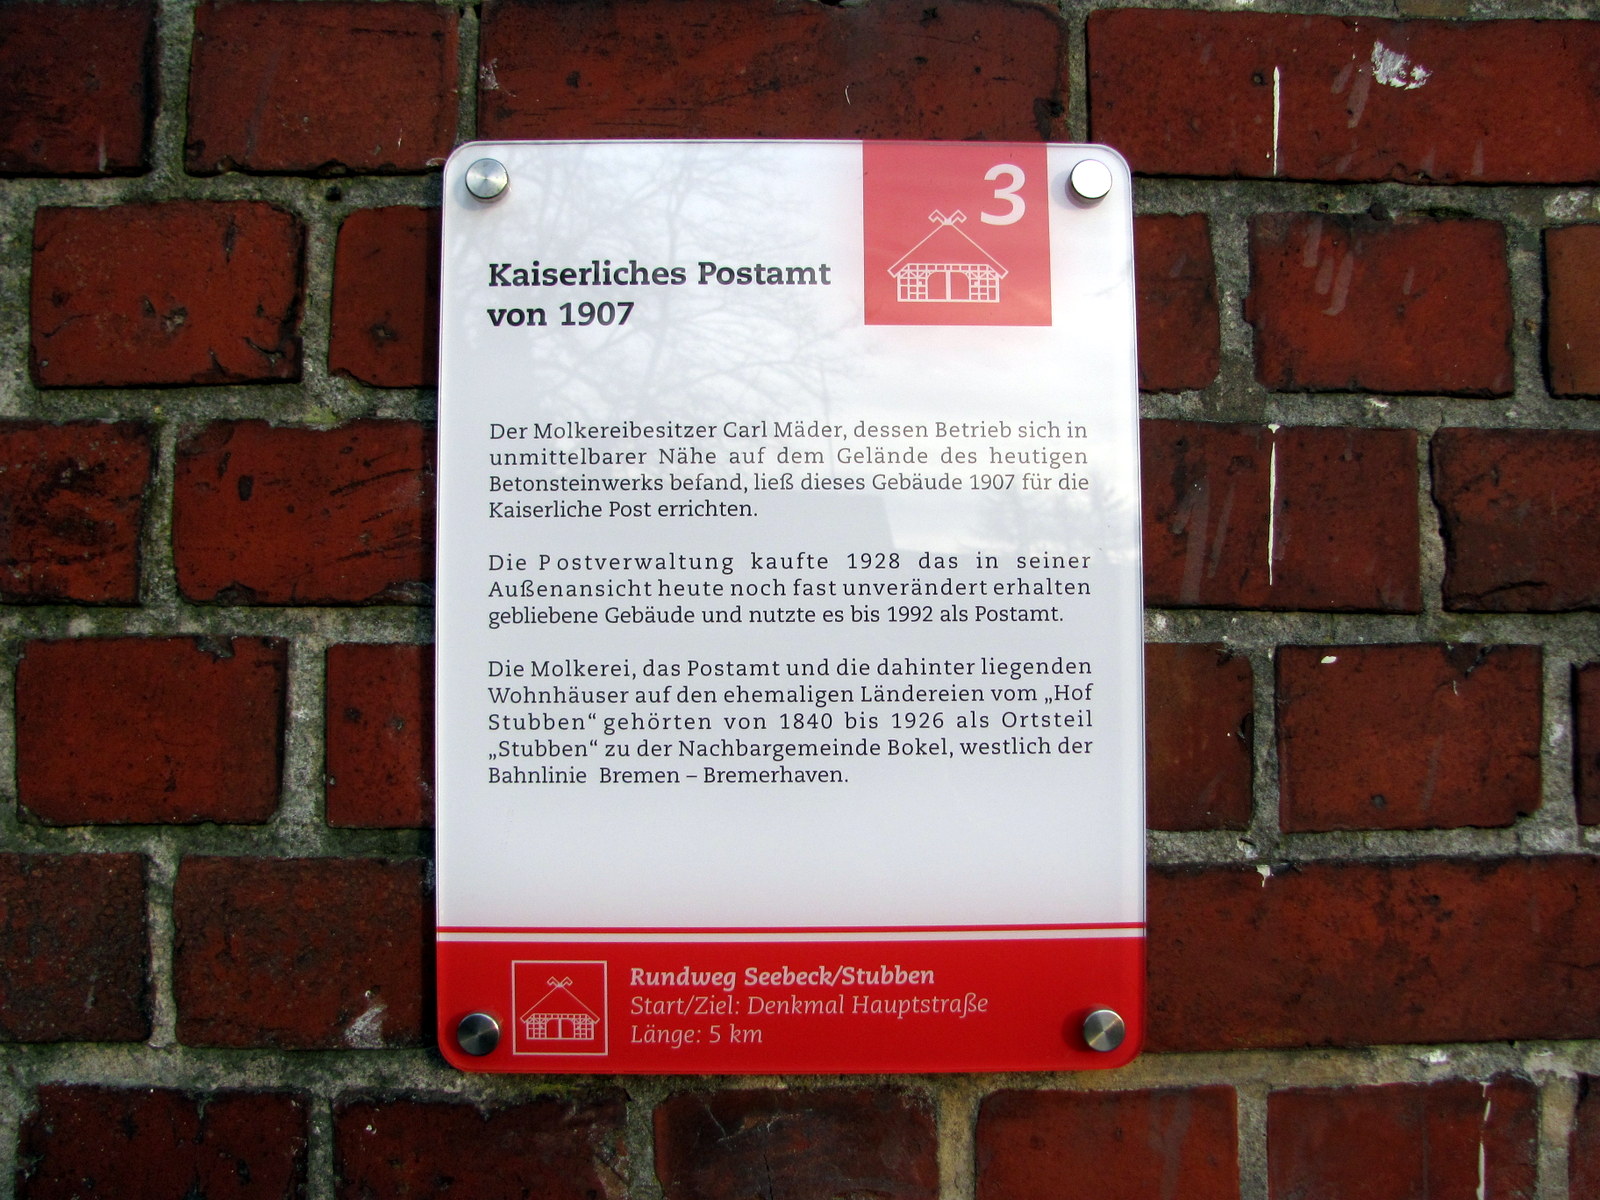 3
Kaiserliches Postamt
von 1907
Der Molkereibesitzer Carl Mäder, dessen Betrieb sich in
unmittelbarer Nähe auf dem Gelände des heutigen
Betonsteinwerks befand, ließ dieses Gebäude 1907 für die
Kaiserliche Post errichten.
Die Postverwaltung kaufte 1928 das in seiner
Außenansicht heute noch fast unverändert erhalten
gebliebene Gebäude und nutzte es bis 1992 als Postamt.
Die Molkerei, das Postamt und die dahinter liegenden
Wohnhäuser auf den ehemaligen Ländereien vom „Hof
Stubben“ gehörten von 1840 bis 1926 als Ortsteil
„Stubben“ zu der Nachbargemeinde Bokel, westlich der
Bahnlinie Bremen – Bremerhaven.
Rundweg Seebeck/Stubben
Start/Ziel: Denkmal Hauptstraße
Länge: 5 km